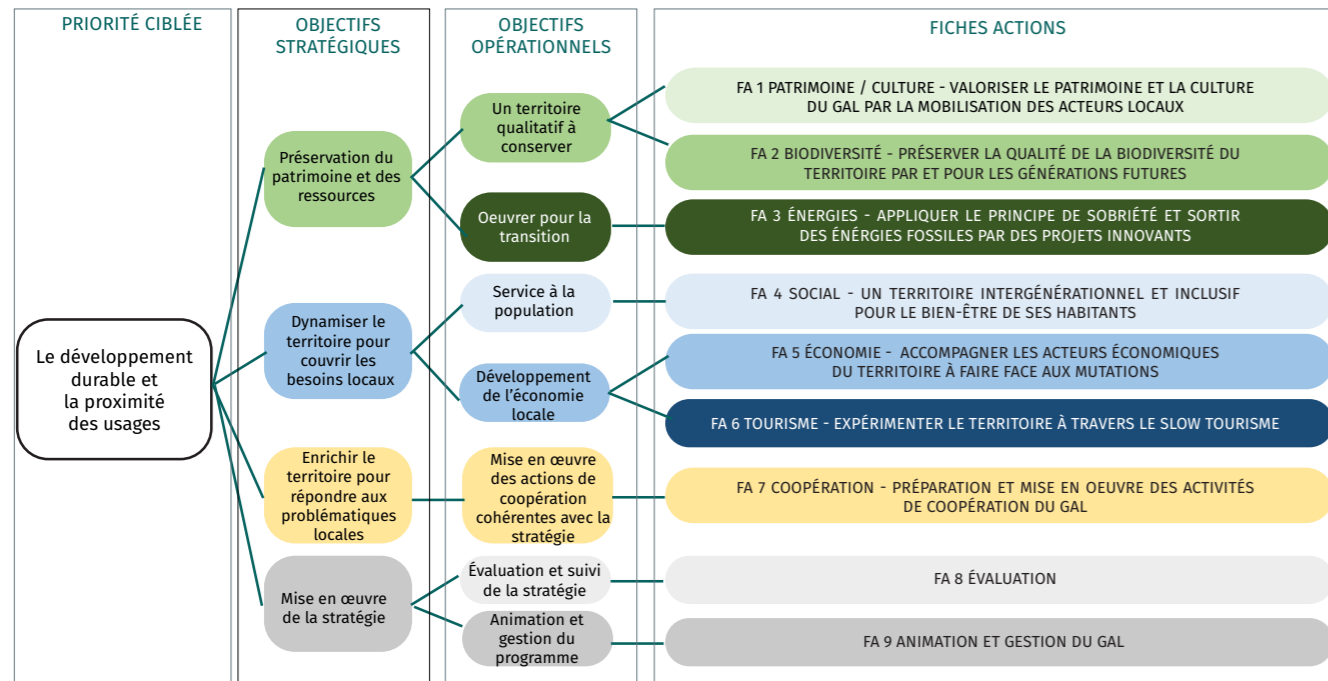 PRIORITÉ CIBLÉE
OBJECTIFS
STRATÉGIQUES
OBJECTIFS
OPÉRATIONNELS
FICHES ACTIONS
Le développement
durable et
la proximité
des usages
Préservation du
patrimoine et des
ressources
Dynamiser le
territoire pour
couvrir les
besoins locaux
Enrichir le
territoire pour
répondre aux
problématiques
locales
Mise en œuvre
de la stratégie
Un territoire
qualitatif à
conserver
Oeuvrer pour la
transition
Service à la
population
Développement
de l'économie
locale
Mise en œuvre
des actions de
coopération
cohérentes avec la
stratégie
Évaluation et suivi
de la stratégie
Animation et
gestion du
programme
FA 1 PATRIMOINE / CULTURE - VALORISER LE PATRIMOINE ET LA CULTURE
DU GAL PAR LA MOBILISATION DES ACTEURS LOCAUX
FA 2 BIODIVERSITÉ - PRÉSERVER LA QUALITÉ DE LA BIODIVERSITÉ DU
TERRITOIRE PAR ET POUR LES GÉNÉRATIONS FUTURES
FA 3 ÉNERGIES - APPLIQUER LE PRINCIPE DE SOBRIÉTÉ ET SORTIR
DES ÉNÉRGIES FOSSILES PAR DES PROJETS INNOVANTS
FA 4 SOCIAL - UN TERRITOIRE INTERGÉNÉRATIONNEL ET INCLUSIF
POUR LE BIEN-ÊTRE DE SES HABITANTS
FA 5 ÉCONOMIE - ACCOMPAGNER LES ACTEURS ÉCONOMIQUES
DU TERRITOIRE À FAIRE FACE AUX MUTATIONS
FA 6 TOURISME - EXPÉRIMENTER LE TERRITOIRE À TRAVERS LE SLOW TOURISME
FA 7 COOPÉRATION - PRÉPARATION ET MISE EN OEUVRE DES ACTIVITÉS
DE COOPÉRATION DU GAL
FA 8 ÉVALUATION
FA 9 ANIMATION ET GESTION DU GAL